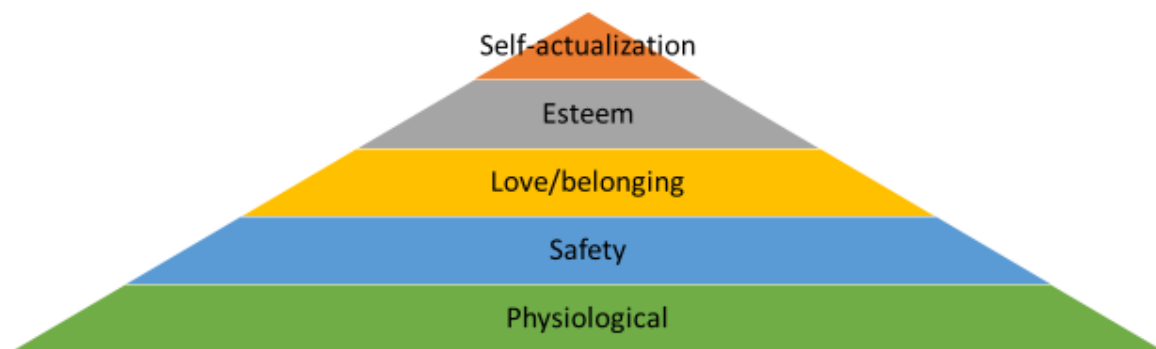 Self-actualization
Esteem
Love/belonging
Safety
Physiological